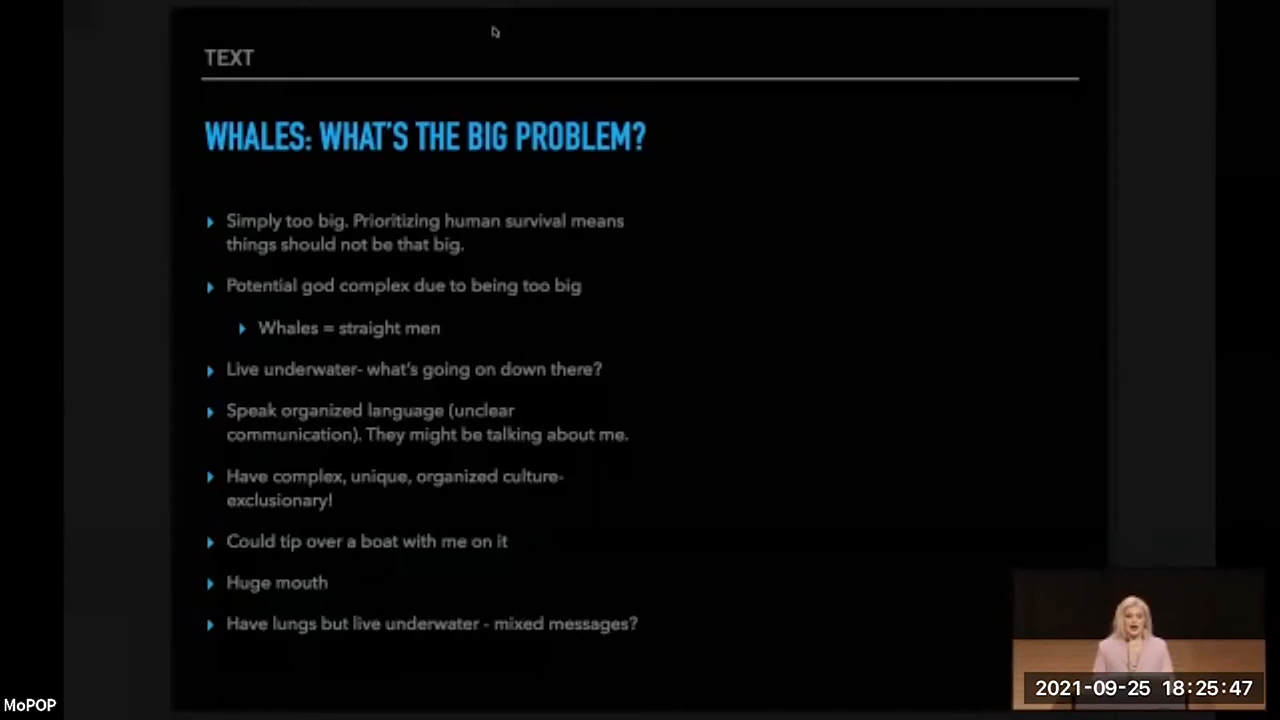 TEXT
WHALES: WHAT'S THE BIG PROBLEM?
Simply too big. Prioritizing human survival means
things should not be that big.
Potential god complex due to being too big
Whales = straight men
Live underwater- what's going on down there?
Speak organized language (unclear
communication). They might be talking about me.
Have complex, unique, organized culture-
exclusionary!
Could tip over a boat with me on it
Huge mouth
Have lungs but live underwater - mixed messages?
2021-09-25 18:25:47
MoPOP